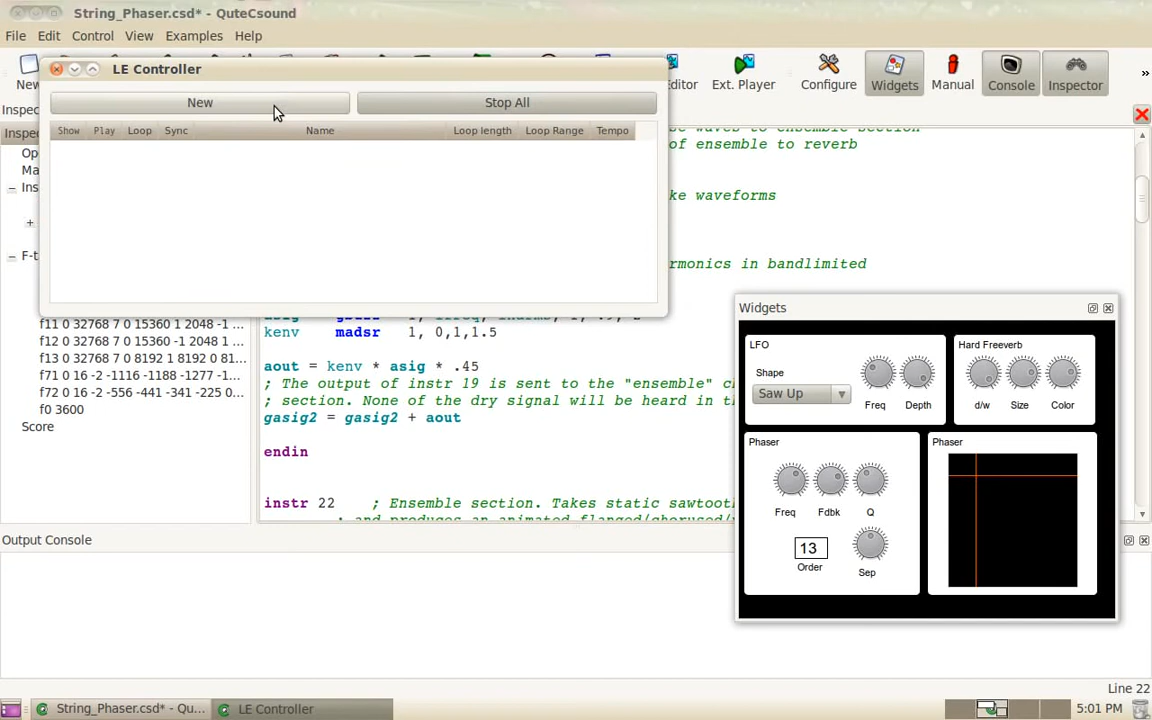 String_Phaser.csd* - QuteCsound
File Edit Control View Examples Help
New
Editor Ext. Player Configure Widgets Manual Console Inspector »
LE Controller
New Stop All
Show Play Loop Sync Name Loop length Loop Range Tempo
of ensemble to reverb
ke waveforms
rmonics in bandlimited
f11 0 32768 7 0 15360 1 2048 -1 ...
f12 0 32768 7 0 15360 -1 2048 ...
f13 0 32768 7 0 8192 1 8192 0 81...
f71 0 16 -2 -1116 -1188 -1277 -1...
f72 0 16 -2 -556 -441 -341 -225 0...
f0 3600
Score
kenv madsr 1, 0,1,1.5
aout = kenv * asig * .45
; The output of instr 19 is sent to the "ensemble" c
; section. None of the dry signal will be heard in t
gasig2 = gasig2 + aout
endin
instr 22 ; Ensemble section. Takes static sawtoot
Widgets
LFO
Shape
Saw Up
Freq Depth
Hard Freeverb
d/w Size Color
Phaser
Freq Fdbk Q
13
Order
Sep
Phaser
Output Console
Line 22
String_Phaser.csd* - Qu...
LE Controller
5:01 PM